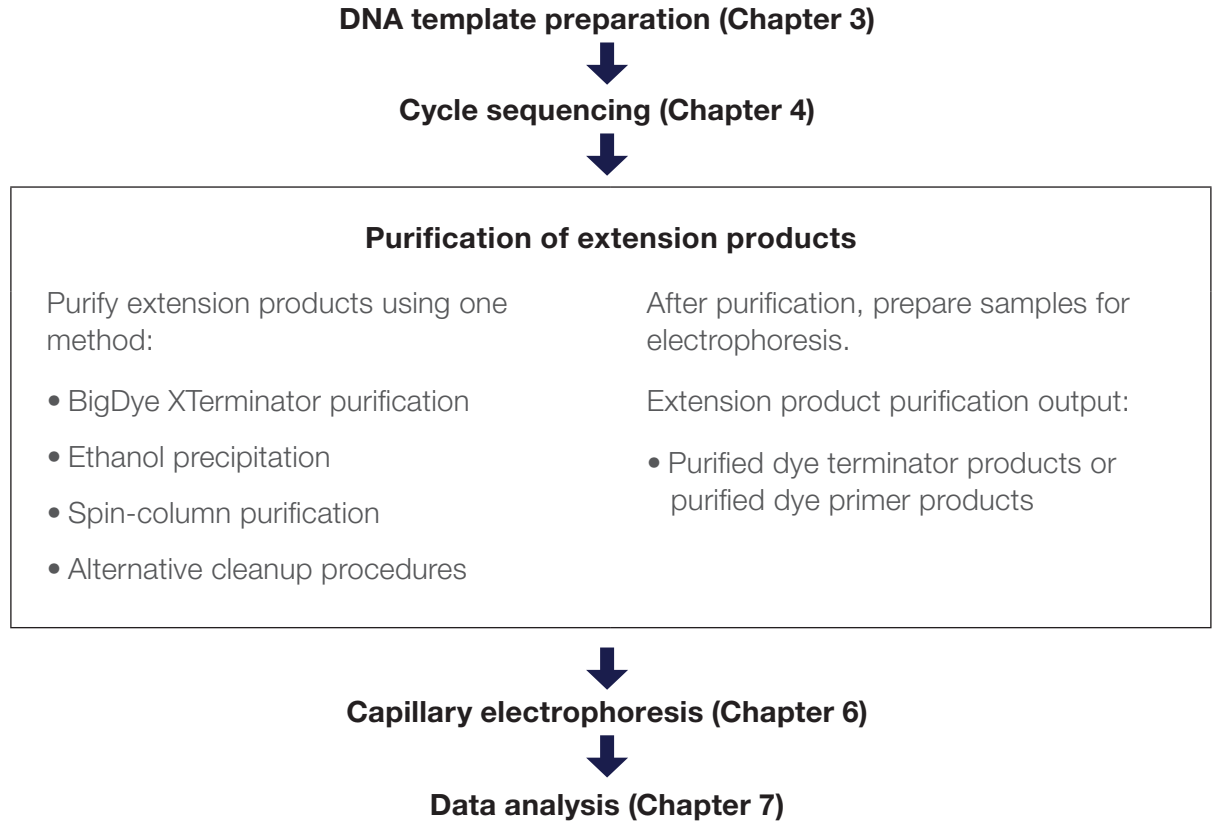 DNA template preparation (Chapter 3)
Cycle sequencing (Chapter 4)
Purification of extension products
Purify extension products using one
method:
• BigDye XTerminator purification
• Ethanol precipitation
• Spin-column purification
• Alternative cleanup procedures
After purification, prepare samples for
electrophoresis.
Extension product purification output:
• Purified dye terminator products or
purified dye primer products
Capillary electrophoresis (Chapter 6)
Data analysis (Chapter 7)